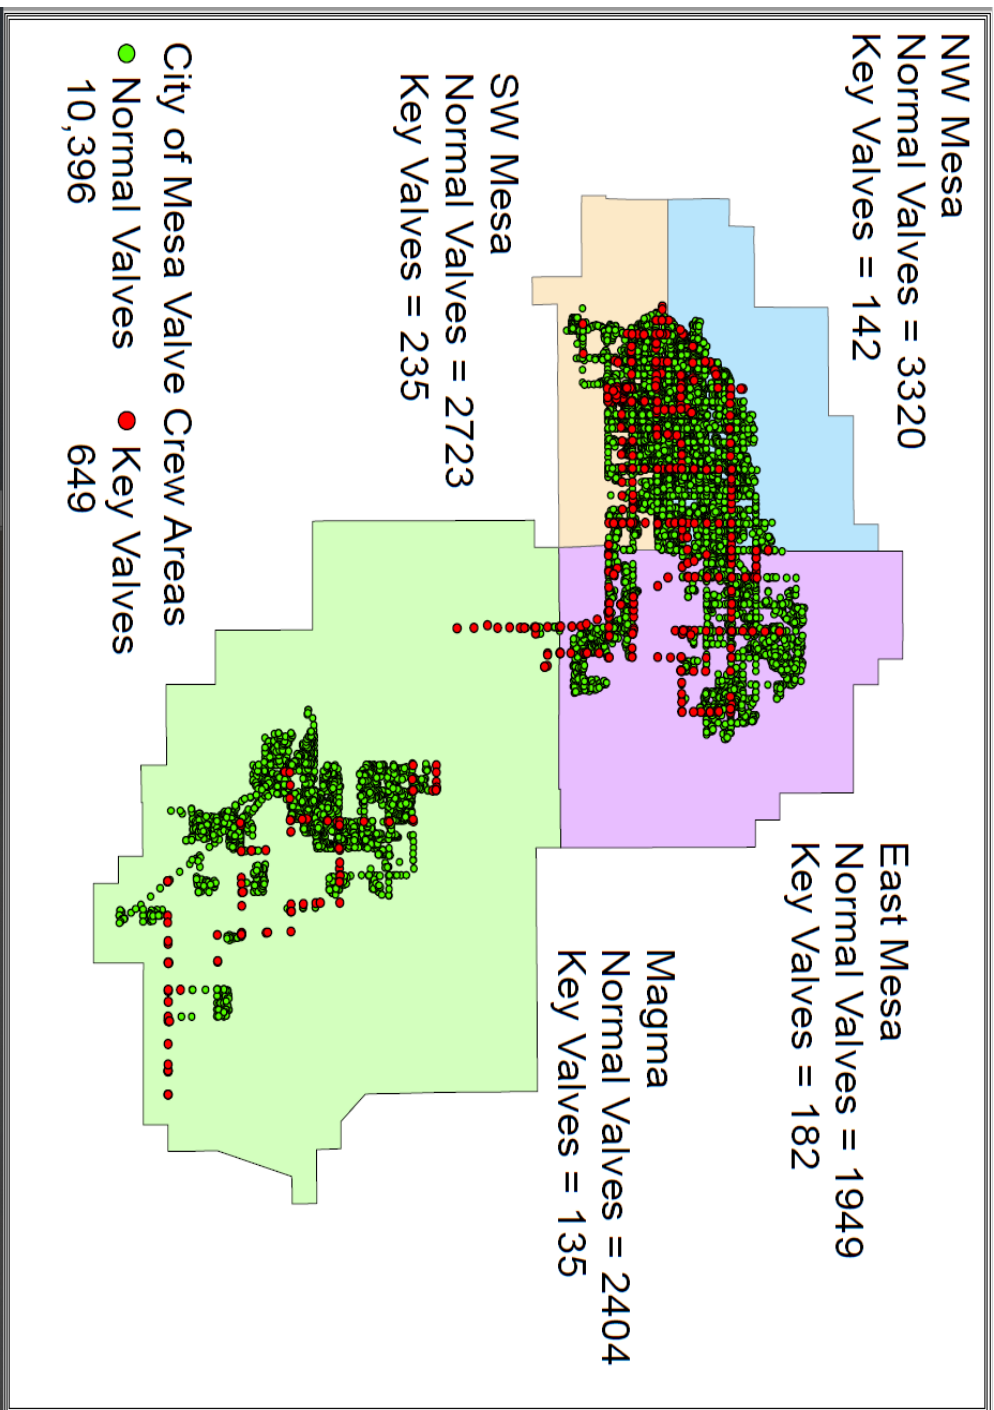 NW Mesa
Normal Valves = 3320
Key Valves = 142
East Mesa
Normal Valves = 1949
Key Valves = 182
SW Mesa
Normal Valves = 2723
Key Valves = 235
Magma
Normal Valves = 2404
Key Valves = 135
City of Mesa Valve Crew Areas
Normal Valves Key Valves
10,396 649